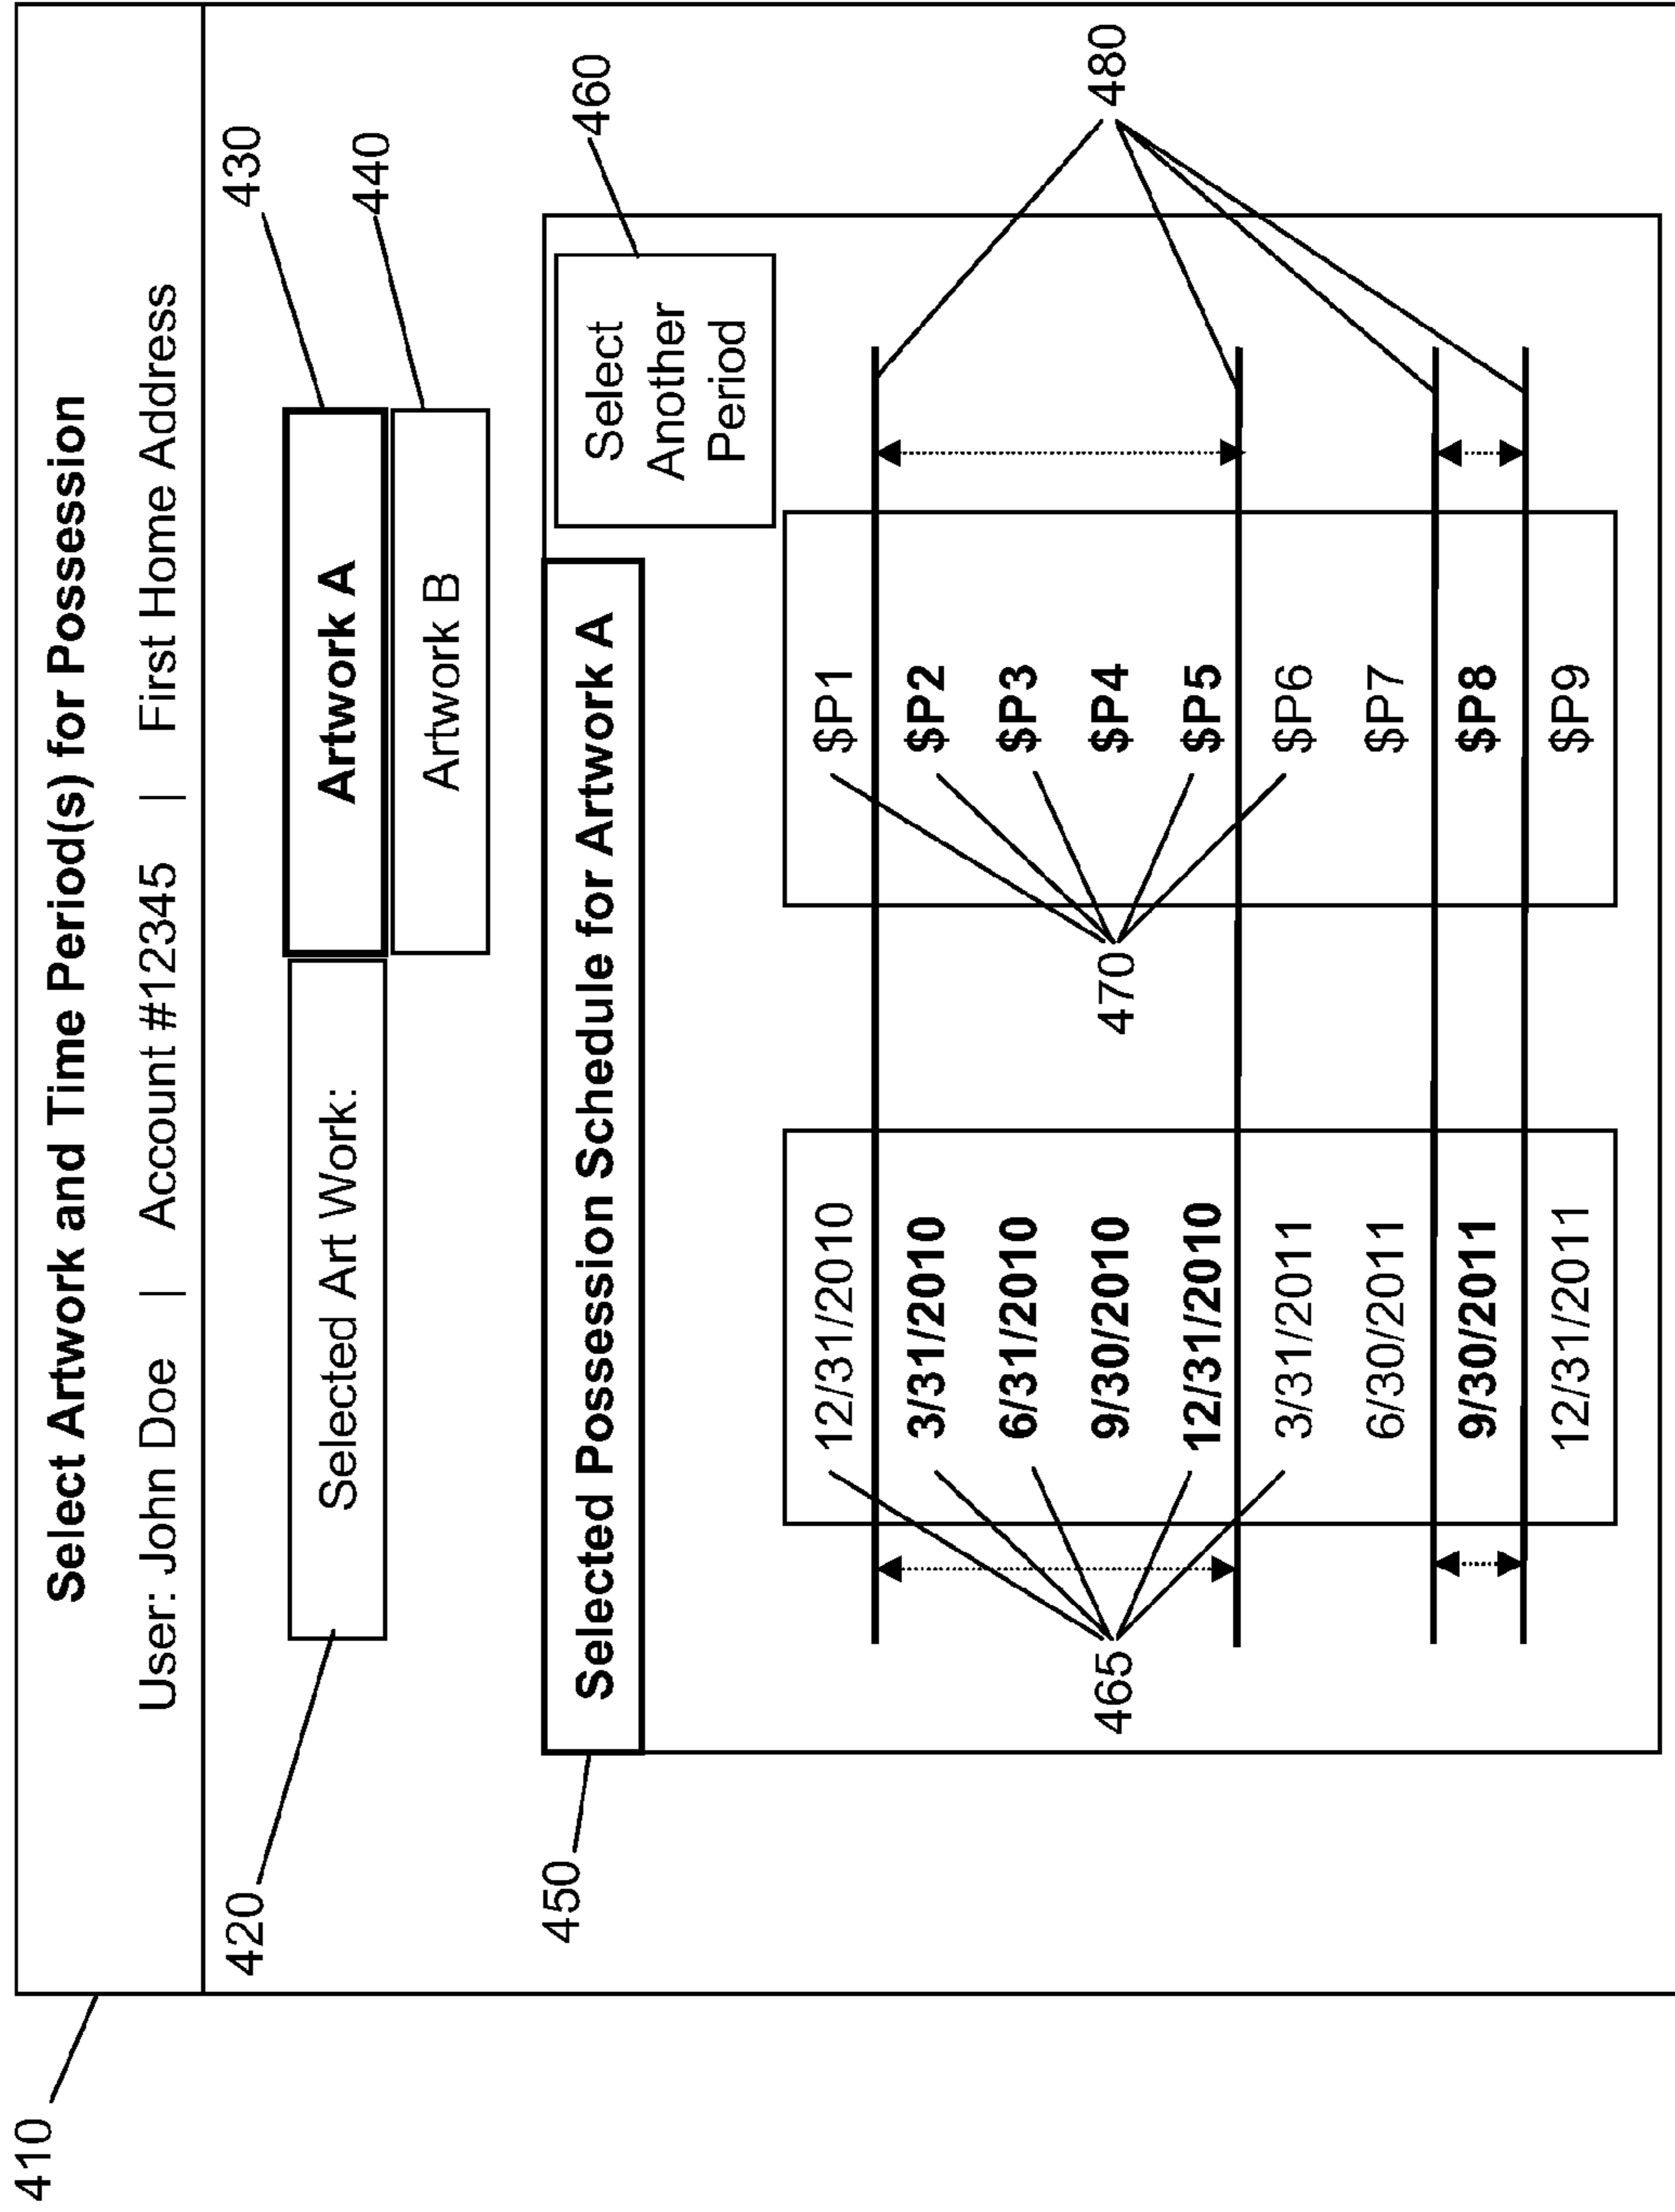 410
Select Artwork and Time Period(s) for Possession
User: John Doe | Account #12345 | First Home Address
420
430
Selected Art Work:
Artwork A
440
Artwork B
450
460
Selected Possession Schedule for Artwork A
Select
Another
Period
12/31/2010 $P1
3/31/2010 $P2
6/31/2010 $P3
9/30/2010 $P4
12/31/2010 $P5
3/31/2011 $P6
6/30/2011 $P7
9/30/2011 $P8
12/31/2011 $P9
465
470
480